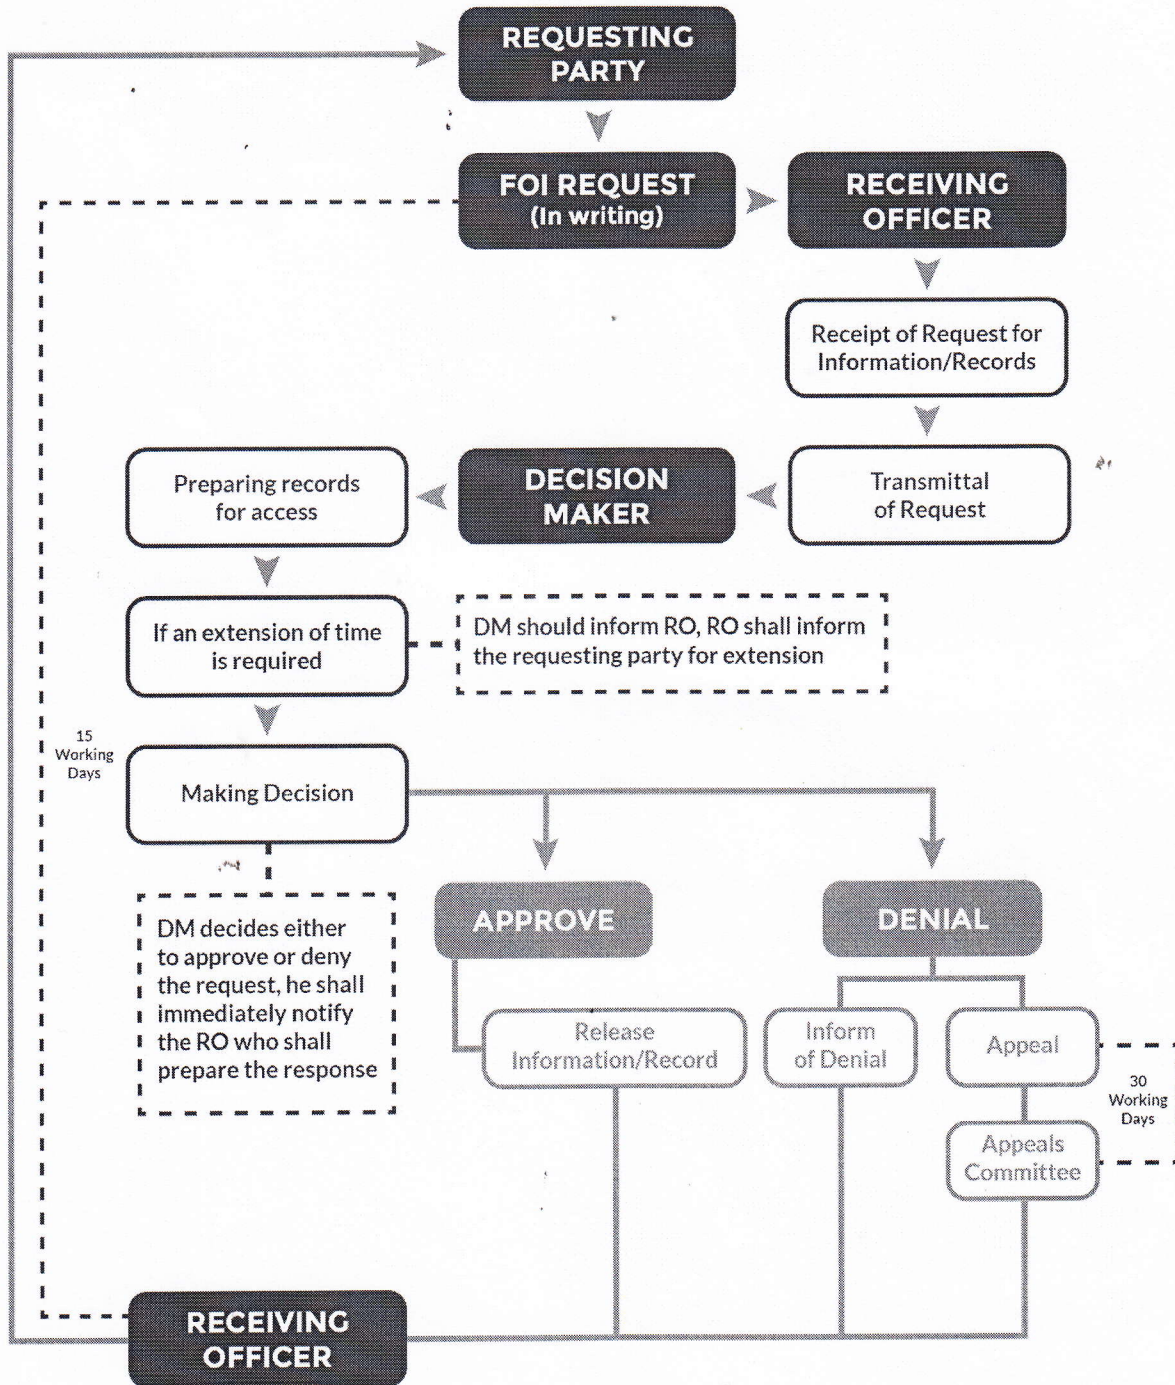 REQUESTING
PARTY
FOI REQUEST
(In writing)
RECEIVING
OFFICER
Receipt of Request for
Information/Records
Transmittal
of Request
DECISION
MAKER
Preparing records
for access
If an extension of time
is required
DM should inform RO, RO shall inform
the requesting party for extension
15
Working
Days
Making Decision
DM decides either
to approve or deny
the request, he shall
immediately notify
the RO who shall
prepare the response
APPROVE
DENIAL
Release
Information/Record
Inform
of Denial
Appeal
30
Working
Days
Appeals
Committee
RECEIVING
OFFICER